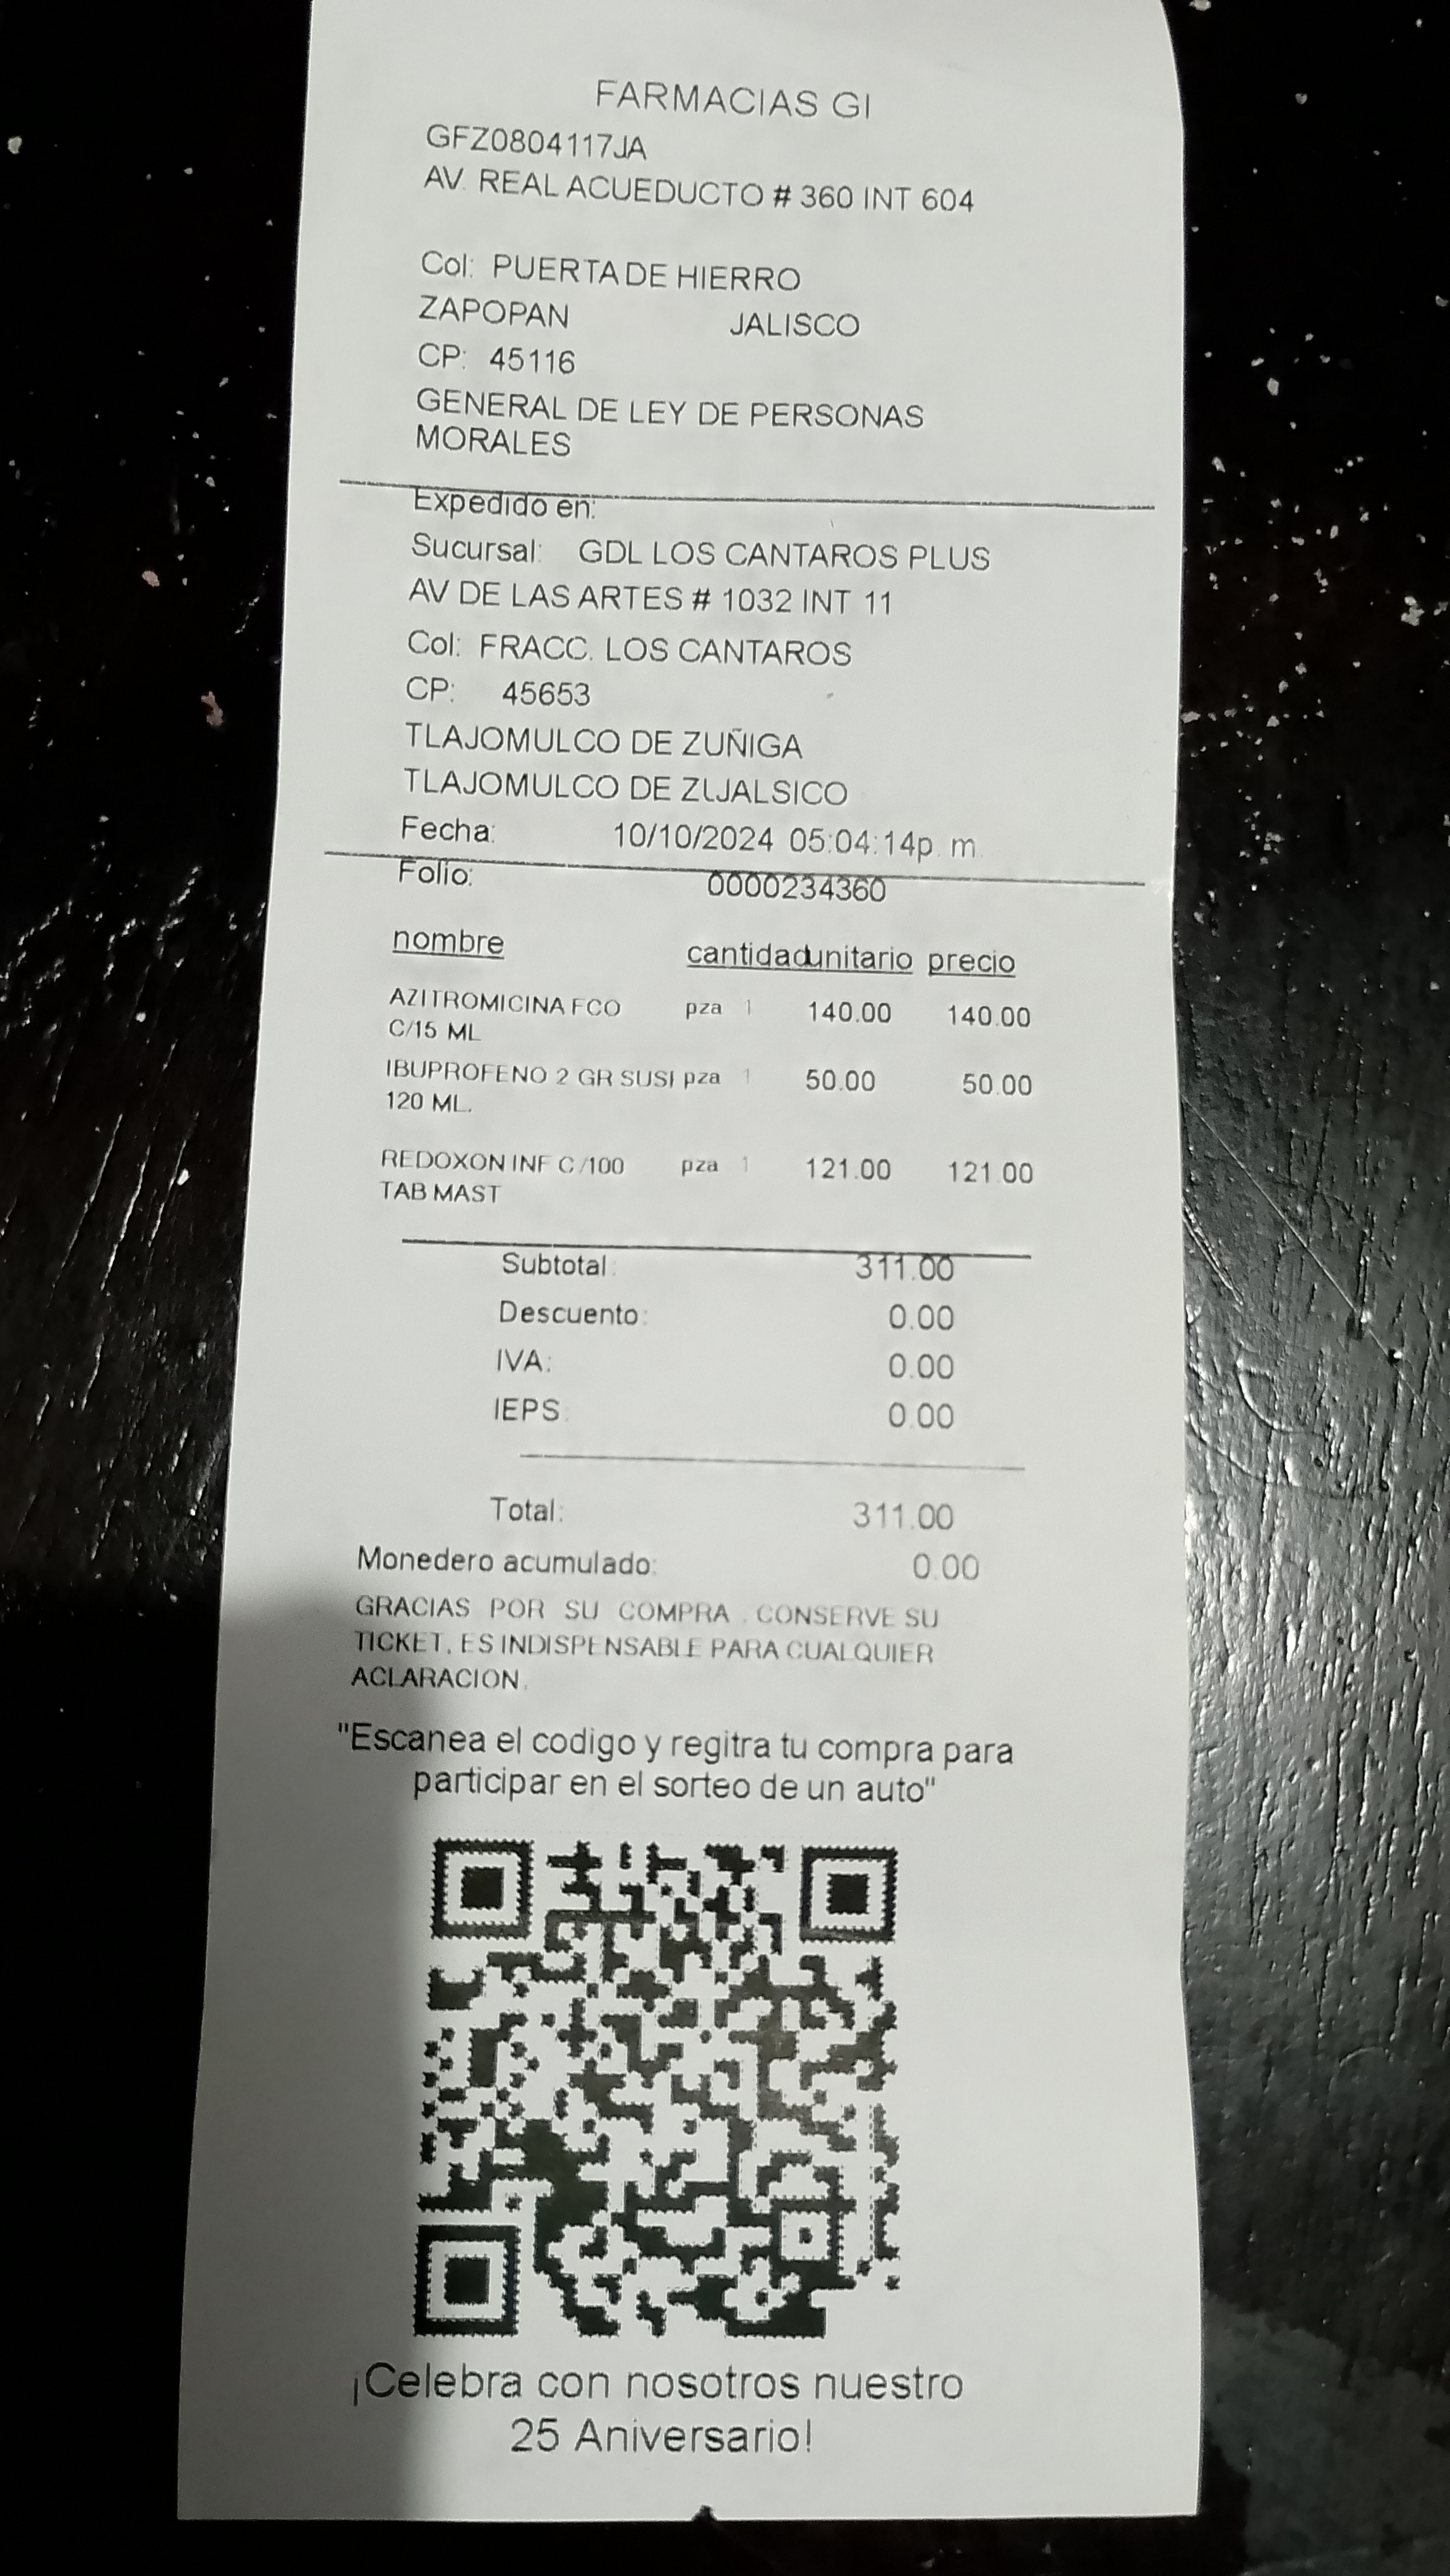 FARMACIAS GI
GFZ0804117JA
AV. REAL ACUEDUCTO # 360 INT 604
Col: PUERTA DE HIERRO
ZAPOPAN JALISCO
CP: 45116
GENERAL DE LEY DE PERSONAS
MORALES
Expedido en:
Sucursal: GDL LOS CANTAROS PLUS
AV DE LAS ARTES # 1032 INT 11
Col: FRACC. LOS CANTAROS
CP: 45653
TLAJOMULCO DE ZUÑIGA
TLAJOMULCO DE ZUJALSICO
Fecha: 10/10/2024 05:04:14p. m.
Folio: 0000234360
nombre cantidad unitario precio
AZITROMICINA FCO pza 1 140.00 140.00
C/15 ML
IBUPROFENO 2 GR SUSI pza 1 50.00 50.00
120 ML.
REDOXON INF C/100 pza 1 121.00 121.00
TAB MAST
Subtotal: 311.00
Descuento: 0.00
IVA: 0.00
IEPS: 0.00
Total: 311.00
Monedero acumulado: 0.00
GRACIAS POR SU COMPRA . CONSERVE SU
TICKET, ES INDISPENSABLE PARA CUALQUIER
ACLARACION.
"Escanea el codigo y regitra tu compra para
participar en el sorteo de un auto"
¡Celebra con nosotros nuestro
25 Aniversario!